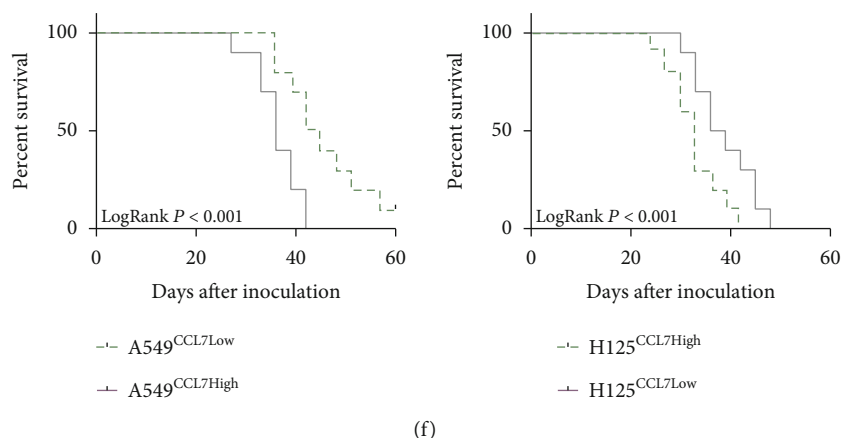 100
50
0
Percent survival
LogRank P < 0.001
0 20 40 60
Days after inoculation
A549CCL7Low
A549CCL7High
100
50
0
Percent survival
LogRank P < 0.001
0 20 40 60
Days after inoculation
H125CCL7High
H125CCL7Low
(f)